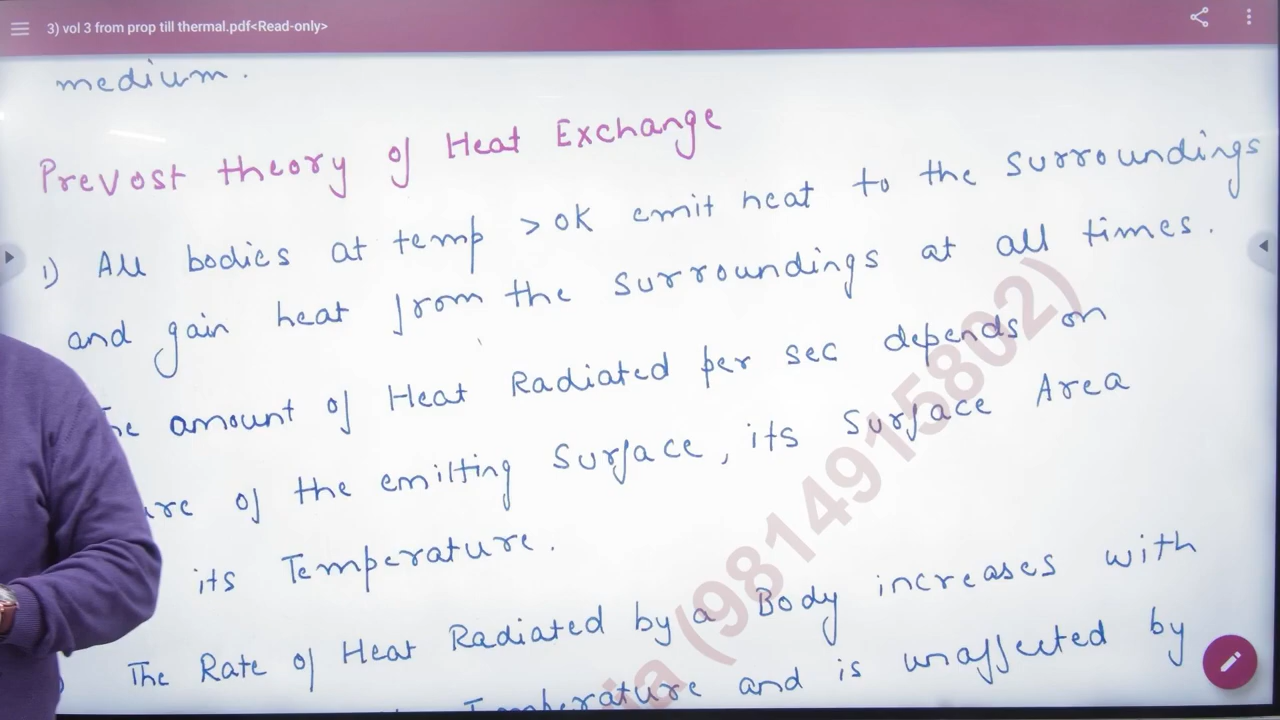 3) vol 3 from prop till thermal.pdf<Read-only>
medium.
Prevost theory of Heat Exchange
1) All bodies at temp > 0K emit heat to the surroundings
and gain heat from the surroundings at all times.
amount of Heat Radiated per sec depends on
of the emitting Surface, its Surface Area
its Temperature.
The Rate of Heat Radiated by a Body increases with
Temperature and is unaffected by
(9814915802)